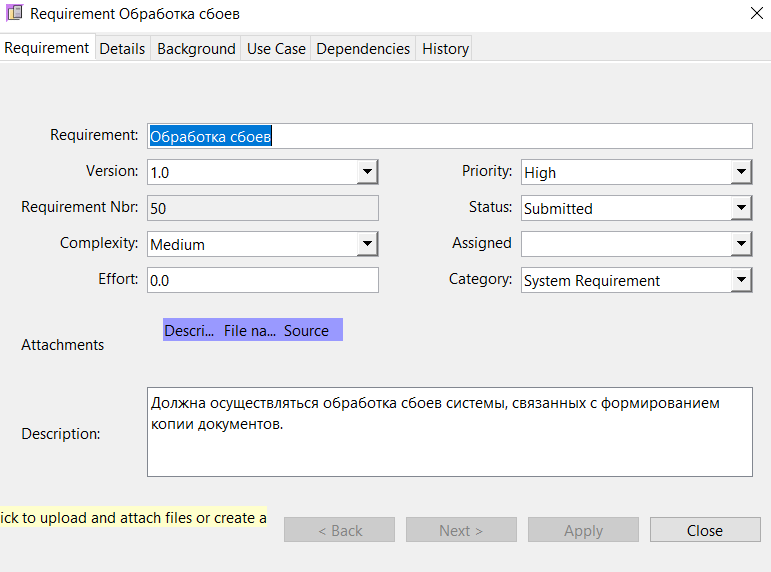 Requirement Обработка сбоев
Requirement Details Background Use Case Dependencies History
Requirement: Обработка сбоев
Version: 1.0 Priority: High
Requirement Nbr: 50 Status: Submitted
Complexity: Medium Assigned
Effort: 0.0 Category: System Requirement
Attachments Descri... File na... Source
Description: Должна осуществляться обработка сбоев системы, связанных с формированием
копии документов.
ick to upload and attach files or create a
< Back Next > Apply Close